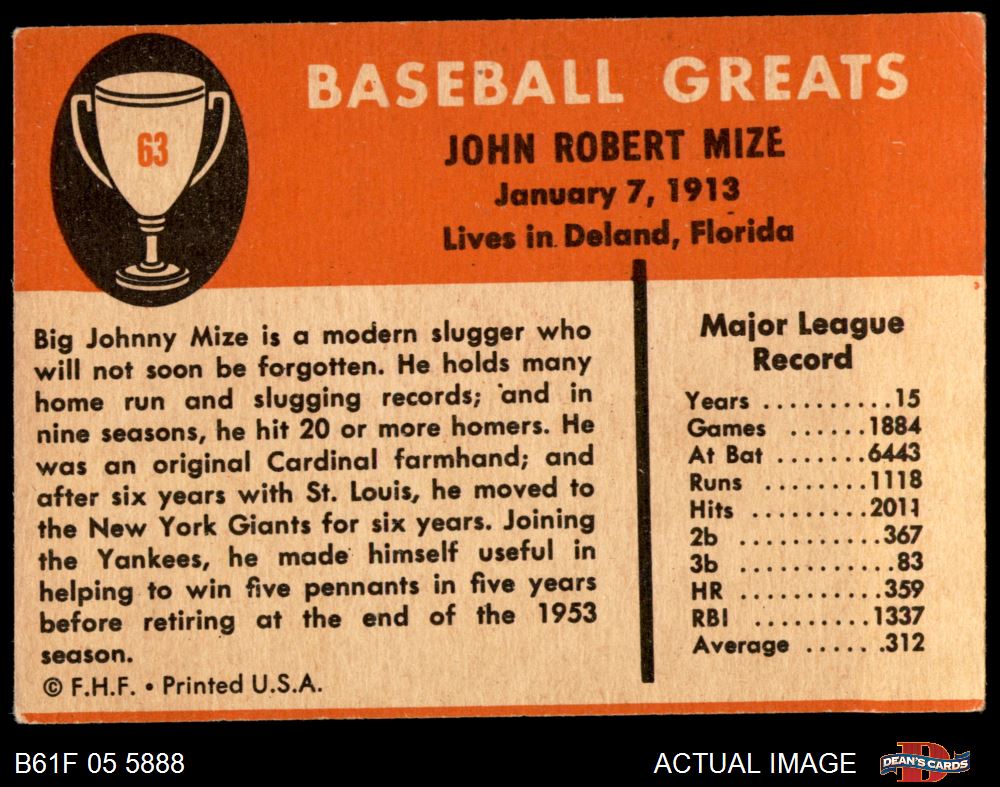 63
BASEBALL GREATS
JOHN ROBERT MIZE
January 7, 1913
Lives in Deland, Florida
Big Johnny Mize is a modern slugger who
will not soon be forgotten. He holds many
home run and slugging records; and in
nine seasons, he hit 20 or more homers. He
was an original Cardinal farmhand; and
after six years with St. Louis, he moved to
the New York Giants for six years. Joining
the Yankees, he made himself useful in
helping to win five pennants in five years
before retiring at the end of the 1953
season.
© F.H.F. • Printed U.S.A.
Major League
Record
Years ..........15
Games ......1884
At Bat .......6443
Runs ........1118
Hits .........2011
2b ...........367
3b ............83
HR ...........359
RBI .........1337
Average ......312
B61F 05 5888
ACTUAL IMAGE
D
DEAN'S CARDS